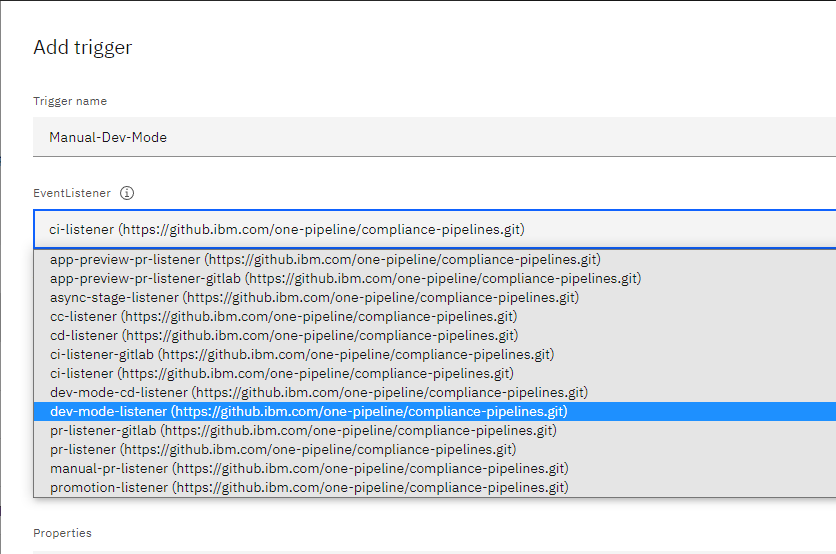 Add trigger
Trigger name
Manual-Dev-Mode
EventListener
ci-listener (https://github.ibm.com/one-pipeline/compliance-pipelines.git)
app-preview-pr-listener (https://github.ibm.com/one-pipeline/compliance-pipelines.git)
app-preview-pr-listener-gitlab (https://github.ibm.com/one-pipeline/compliance-pipelines.git)
async-stage-listener (https://github.ibm.com/one-pipeline/compliance-pipelines.git)
cc-listener (https://github.ibm.com/one-pipeline/compliance-pipelines.git)
cd-listener (https://github.ibm.com/one-pipeline/compliance-pipelines.git)
ci-listener-gitlab (https://github.ibm.com/one-pipeline/compliance-pipelines.git)
ci-listener (https://github.ibm.com/one-pipeline/compliance-pipelines.git)
dev-mode-cd-listener (https://github.ibm.com/one-pipeline/compliance-pipelines.git)
dev-mode-listener (https://github.ibm.com/one-pipeline/compliance-pipelines.git)
pr-listener-gitlab (https://github.ibm.com/one-pipeline/compliance-pipelines.git)
pr-listener (https://github.ibm.com/one-pipeline/compliance-pipelines.git)
manual-pr-listener (https://github.ibm.com/one-pipeline/compliance-pipelines.git)
promotion-listener (https://github.ibm.com/one-pipeline/compliance-pipelines.git)
Properties